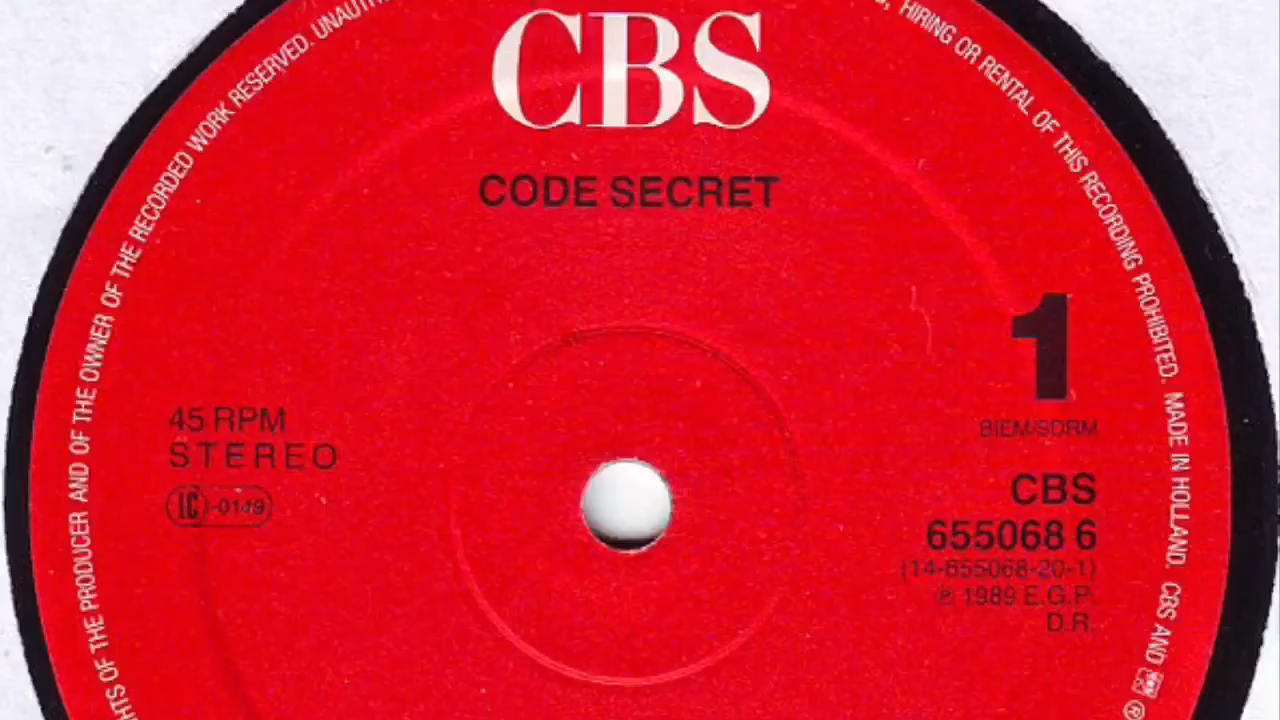 CBS
CODE SECRET
1
BIEM/SDRM
45 RPM
STEREO
LC-0149
CBS
655068 6
(14-655068-20-1)
℗ 1989 E.G.P.
D.R.
HTS OF THE PRODUCER AND OF THE OWNER OF THE RECORDED WORK RESERVED. UNAUTH
HIRING OR RENTAL OF THIS RECORDING PROHIBITED. MADE IN HOLLAND. CBS AND